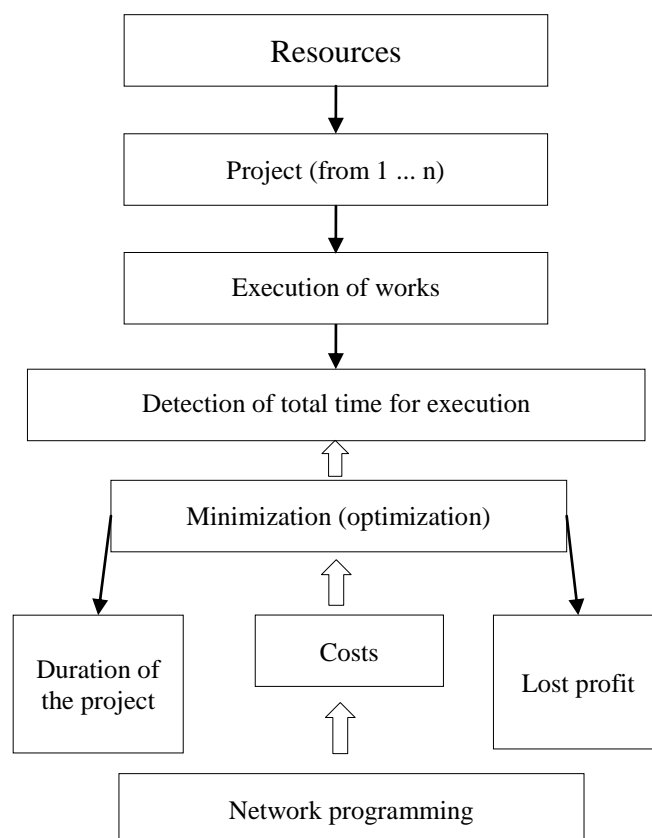 Resources
Project (from 1 ... n)
Execution of works
Detection of total time for execution
Minimization (optimization)
Duration of
the project
Costs
Lost profit
Network programming